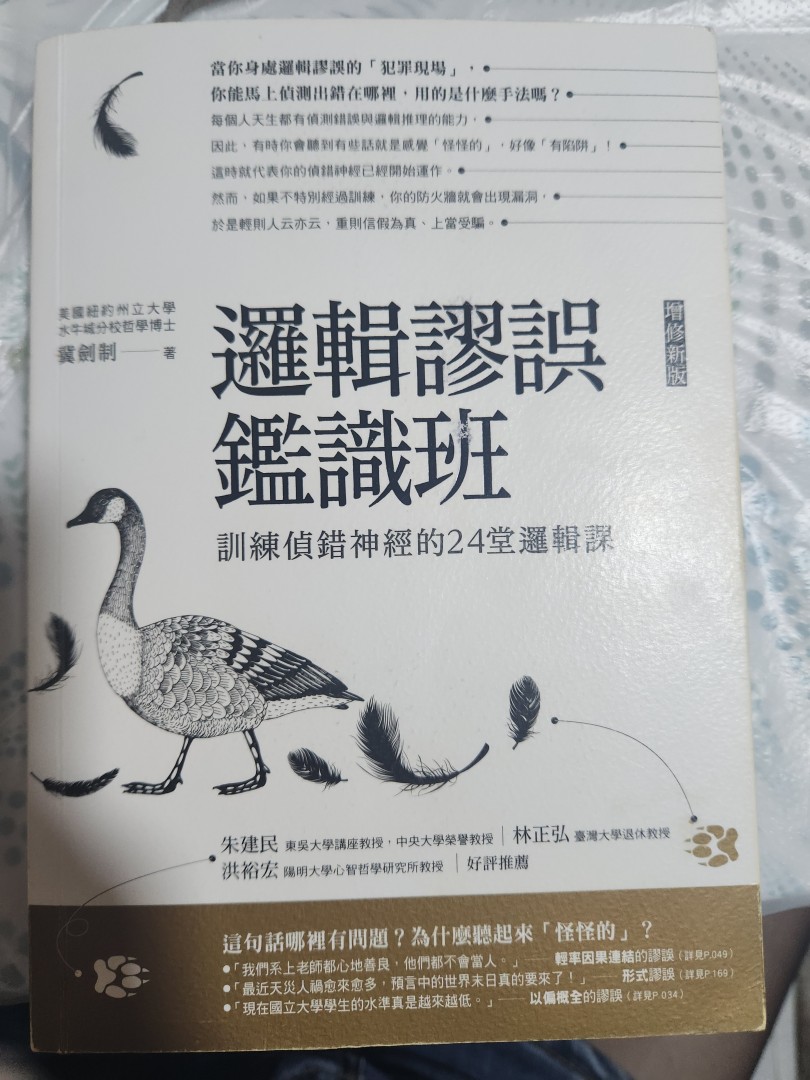 當你身處邏輯謬誤的「犯罪現場」，
你能馬上偵測出錯在哪裡，用的是什麼手法嗎？
每個人天生都有偵測錯誤與邏輯推理的能力，
因此，有時你會聽到有些話就是感覺「怪怪的」，好像「有陷阱」！
這時就代表你的偵錯神經已經開始運作。
然而，如果不特別經過訓練，你的防火牆就會出現漏洞，
於是輕則人云亦云、重則信假為真、上當受騙。
美國紐約州立大學
水牛城分校哲學博士
冀劍制──著
邏輯謬誤
鑑識班
增修新版
訓練偵錯神經的24堂邏輯課
朱建民 東吳大學講座教授，中央大學榮譽教授｜林正弘 臺灣大學退休教授
洪裕宏 陽明大學心智哲學研究所教授｜好評推薦
這句話哪裡有問題？為什麼聽起來「怪怪的」？
●「我們系上老師都心地善良，他們都不會當人。」──輕率因果連結的謬誤（詳見P.049）
●「最近天災人禍愈來愈多，預言中的世界末日真的要來了！」──形式謬誤（詳見P.169）
●「現在國立大學學生的水準真是越來越低。」──以偏概全的謬誤（詳見P.034）